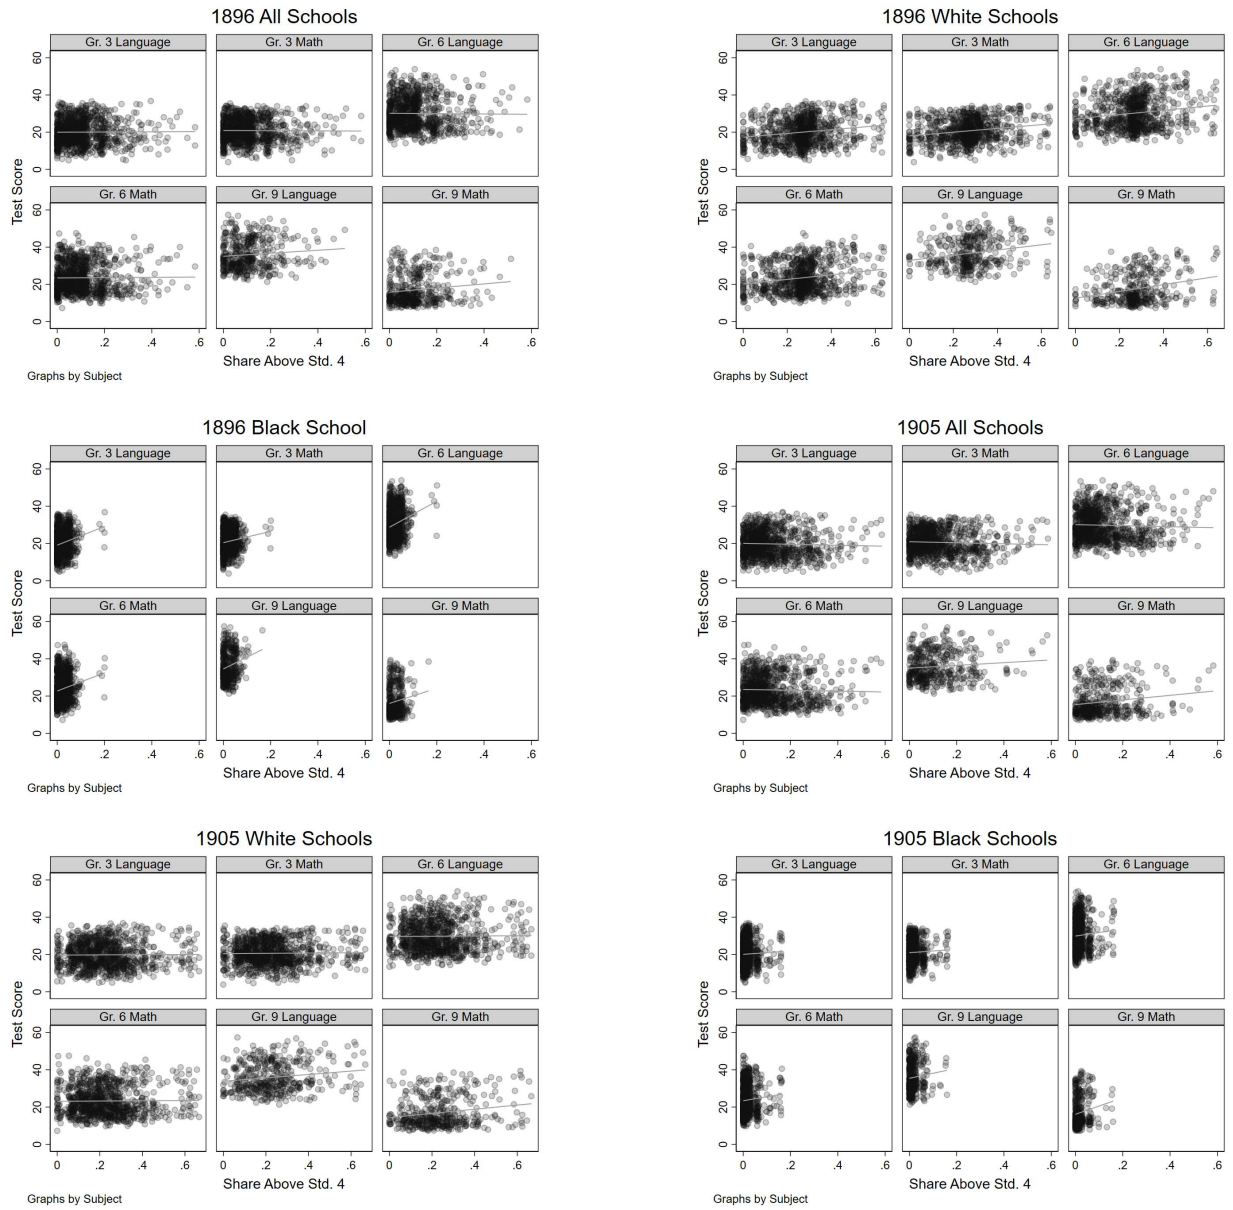 1896 All Schools
Gr. 3 Language Gr. 3 Math Gr. 6 Language
60
40
20
0
Gr. 6 Math Gr. 9 Language Gr. 9 Math
60
40
20
0
0 .2 .4 .6 0 .2 .4 .6 0 .2 .4 .6
Test Score
Share Above Std. 4
Graphs by Subject
1896 White Schools
Gr. 3 Language Gr. 3 Math Gr. 6 Language
60
40
20
0
Gr. 6 Math Gr. 9 Language Gr. 9 Math
60
40
20
0
0 .2 .4 .6 0 .2 .4 .6 0 .2 .4 .6
Test Score
Share Above Std. 4
Graphs by Subject
1896 Black School
Gr. 3 Language Gr. 3 Math Gr. 6 Language
60
40
20
0
Gr. 6 Math Gr. 9 Language Gr. 9 Math
60
40
20
0
0 .2 .4 .6 0 .2 .4 .6 0 .2 .4 .6
Test Score
Share Above Std. 4
Graphs by Subject
1905 All Schools
Gr. 3 Language Gr. 3 Math Gr. 6 Language
60
40
20
0
Gr. 6 Math Gr. 9 Language Gr. 9 Math
60
40
20
0
0 .2 .4 .6 0 .2 .4 .6 0 .2 .4 .6
Test Score
Share Above Std. 4
Graphs by Subject
1905 White Schools
Gr. 3 Language Gr. 3 Math Gr. 6 Language
60
40
20
0
Gr. 6 Math Gr. 9 Language Gr. 9 Math
60
40
20
0
0 .2 .4 .6 0 .2 .4 .6 0 .2 .4 .6
Test Score
Share Above Std. 4
Graphs by Subject
1905 Black Schools
Gr. 3 Language Gr. 3 Math Gr. 6 Language
60
40
20
0
Gr. 6 Math Gr. 9 Language Gr. 9 Math
60
40
20
0
0 .2 .4 .6 0 .2 .4 .6 0 .2 .4 .6
Test Score
Share Above Std. 4
Graphs by Subject